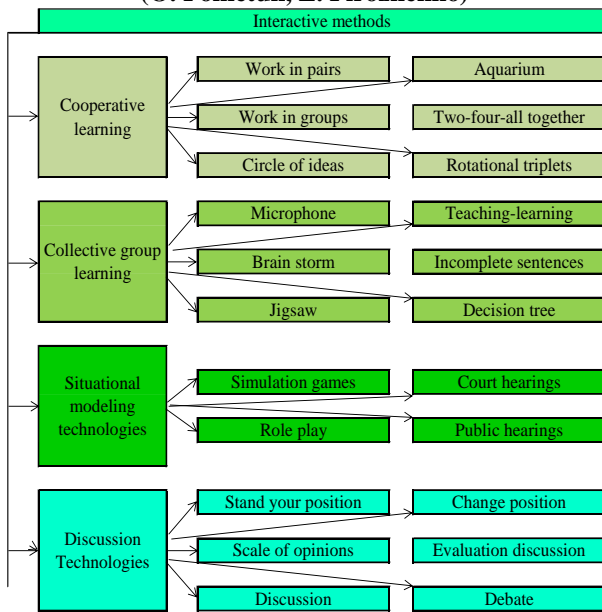 (O. Pometun, L. Pirozhenko)
Interactive methods
Cooperative
learning
Work in pairs
Aquarium
Work in groups
Two-four-all together
Circle of ideas
Rotational triplets
Collective group
learning
Microphone
Teaching-learning
Brain storm
Incomplete sentences
Jigsaw
Decision tree
Situational
modeling
technologies
Simulation games
Court hearings
Role play
Public hearings
Discussion
Technologies
Stand your position
Change position
Scale of opinions
Evaluation discussion
Discussion
Debate